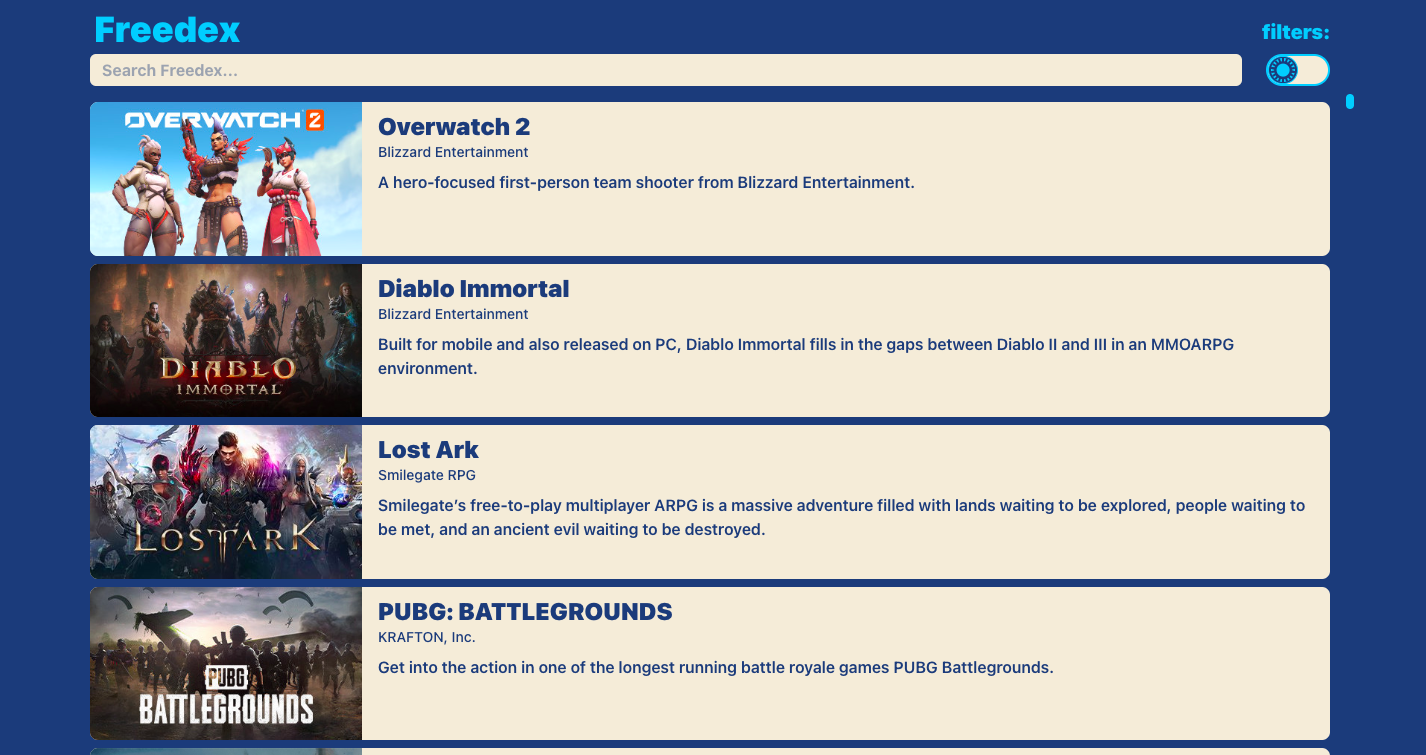 Freedex
filters:
Search Freedex...
OVERWATCH 2
Overwatch 2
Blizzard Entertainment
A hero-focused first-person team shooter from Blizzard Entertainment.
DIABLO
IMMORTAL
Diablo Immortal
Blizzard Entertainment
Built for mobile and also released on PC, Diablo Immortal fills in the gaps between Diablo II and III in an MMOARPG
environment.
LOST ARK
Lost Ark
Smilegate RPG
Smilegate’s free-to-play multiplayer ARPG is a massive adventure filled with lands waiting to be explored, people waiting to
be met, and an ancient evil waiting to be destroyed.
PUBG
BATTLEGROUNDS
PUBG: BATTLEGROUNDS
KRAFTON, Inc.
Get into the action in one of the longest running battle royale games PUBG Battlegrounds.